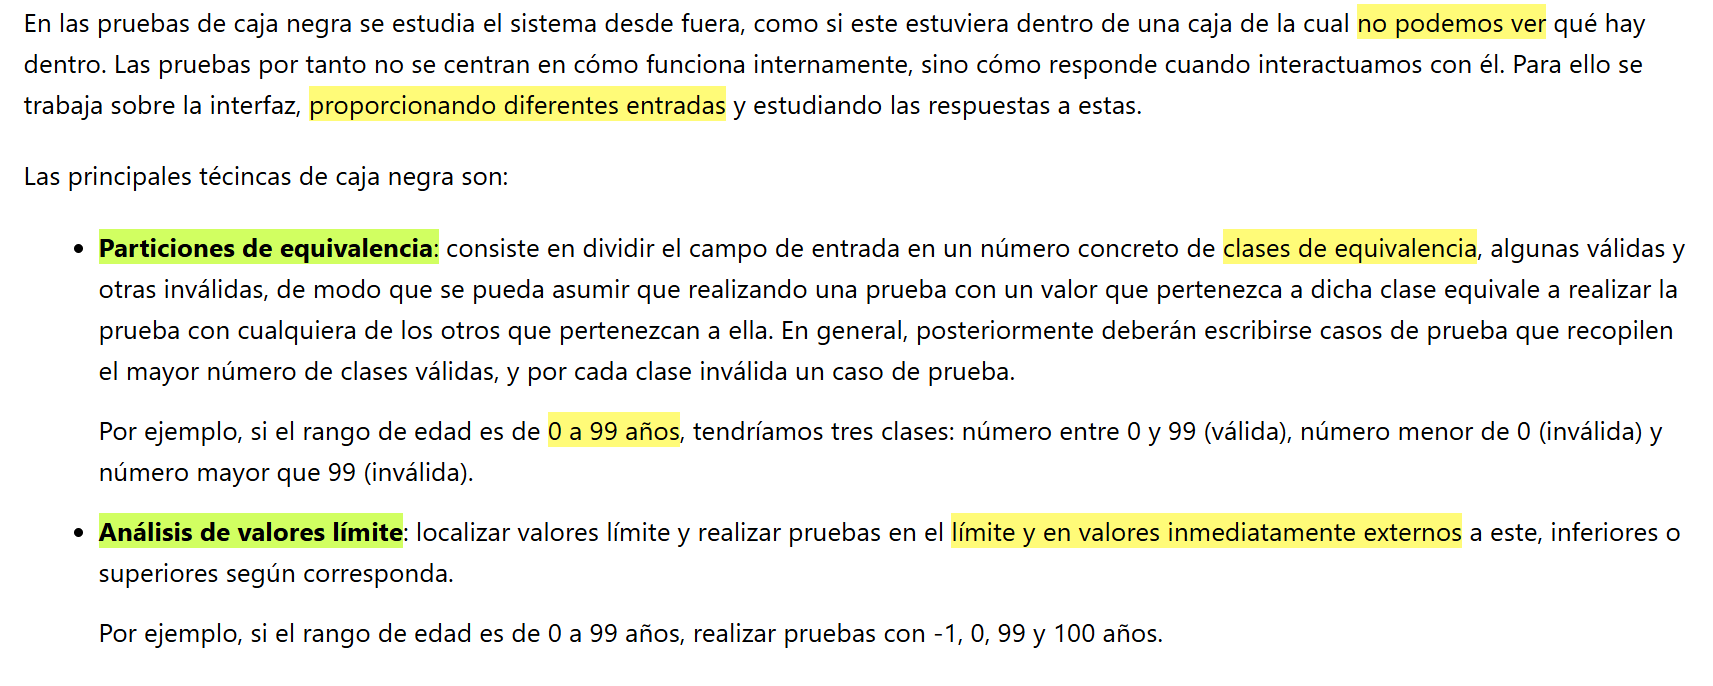 En las pruebas de caja negra se estudia el sistema desde fuera, como si este estuviera dentro de una caja de la cual no podemos ver qué hay
dentro. Las pruebas por tanto no se centran en cómo funciona internamente, sino cómo responde cuando interactuamos con él. Para ello se
trabaja sobre la interfaz, proporcionando diferentes entradas y estudiando las respuestas a estas.
Las principales técincas de caja negra son:
• Particiones de equivalencia: consiste en dividir el campo de entrada en un número concreto de clases de equivalencia, algunas válidas y
otras inválidas, de modo que se pueda asumir que realizando una prueba con un valor que pertenezca a dicha clase equivale a realizar la
prueba con cualquiera de los otros que pertenezcan a ella. En general, posteriormente deberán escribirse casos de prueba que recopilen
el mayor número de clases válidas, y por cada clase inválida un caso de prueba.
Por ejemplo, si el rango de edad es de 0 a 99 años, tendríamos tres clases: número entre 0 y 99 (válida), número menor de 0 (inválida) y
número mayor que 99 (inválida).
• Análisis de valores límite: localizar valores límite y realizar pruebas en el límite y en valores inmediatamente externos a este, inferiores o
superiores según corresponda.
Por ejemplo, si el rango de edad es de 0 a 99 años, realizar pruebas con -1, 0, 99 y 100 años.